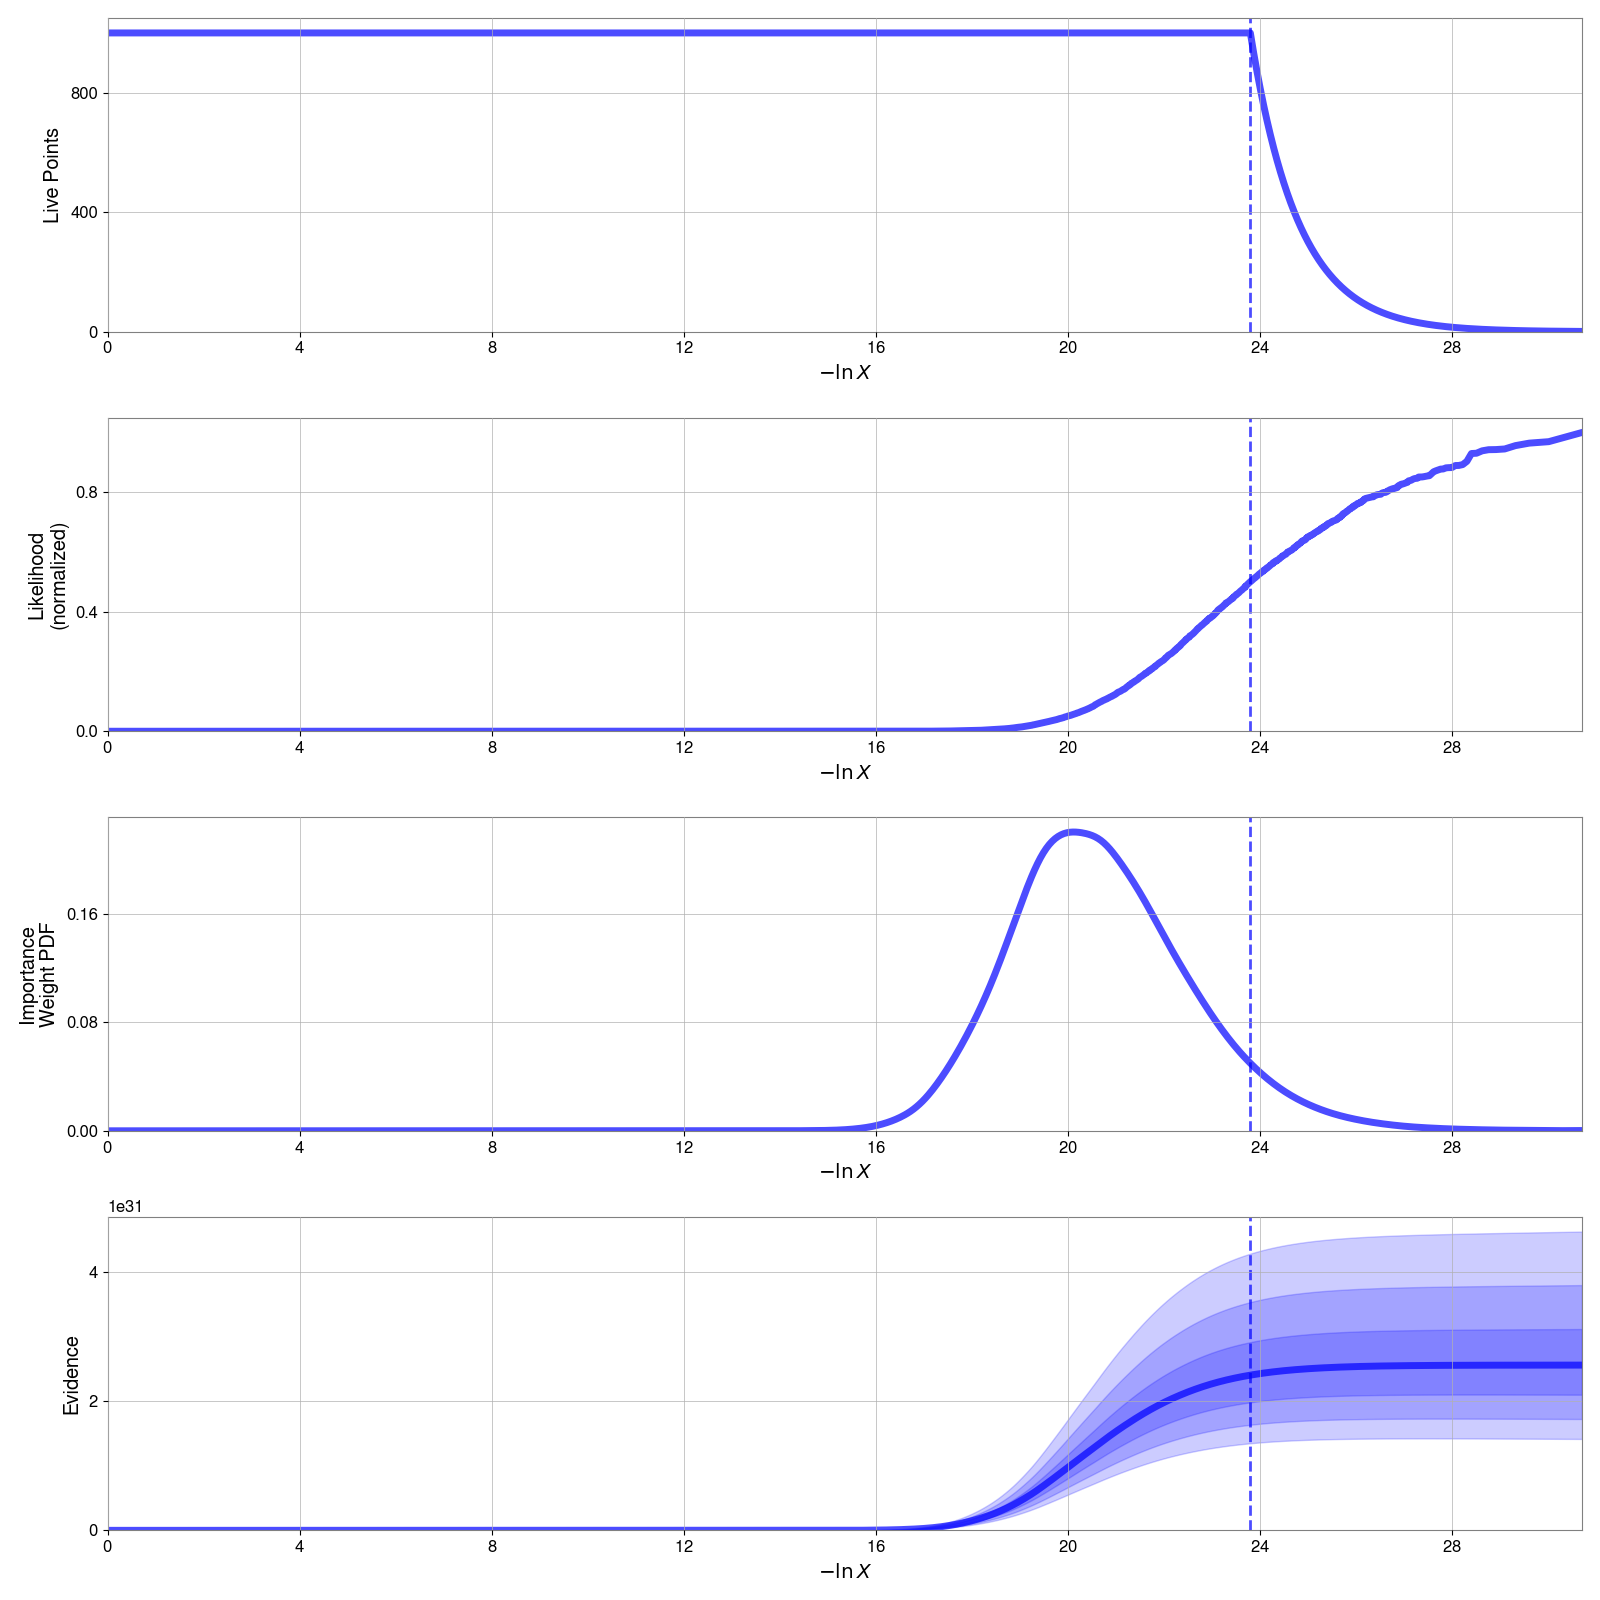 800
400
0
Live Points
0 4 8 12 16 20 24 28
−ln X
0.8
0.4
0.0
Likelihood
(normalized)
0 4 8 12 16 20 24 28
−ln X
0.16
0.08
0.00
Importance
Weight PDF
0 4 8 12 16 20 24 28
−ln X
1e31
4
2
0
Evidence
0 4 8 12 16 20 24 28
−ln X